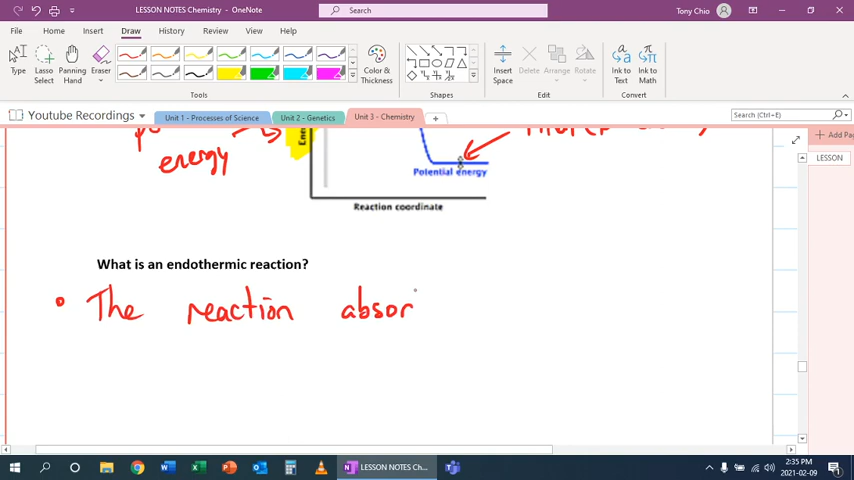 LESSON NOTES Chemistry - OneNote
Search
Tony Chio
File Home Insert Draw History Review View Help
Type
Lasso Select
Panning Hand
Eraser
Color & Thickness
Insert Space
Delete
Arrange
Rotate
Ink to Text
Ink to Math
Tools
Shapes
Edit
Convert
Youtube Recordings
Unit 1 - Processes of Science
Unit 2 - Genetics
Unit 3 - Chemistry
Search (Ctrl+E)
Add Pag
LESSON
energy
Potential energy
Reaction coordinate
What is an endothermic reaction?
• The reaction absor
LESSON NOTES Che...
2:35 PM
2021-02-09